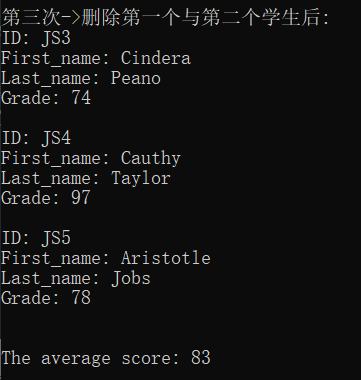 第三次->删除第一个与第二个学生后:
ID: JS3
First_name: Cindera
Last_name: Peano
Grade: 74
ID: JS4
First_name: Cauthy
Last_name: Taylor
Grade: 97
ID: JS5
First_name: Aristotle
Last_name: Jobs
Grade: 78
The average score: 83